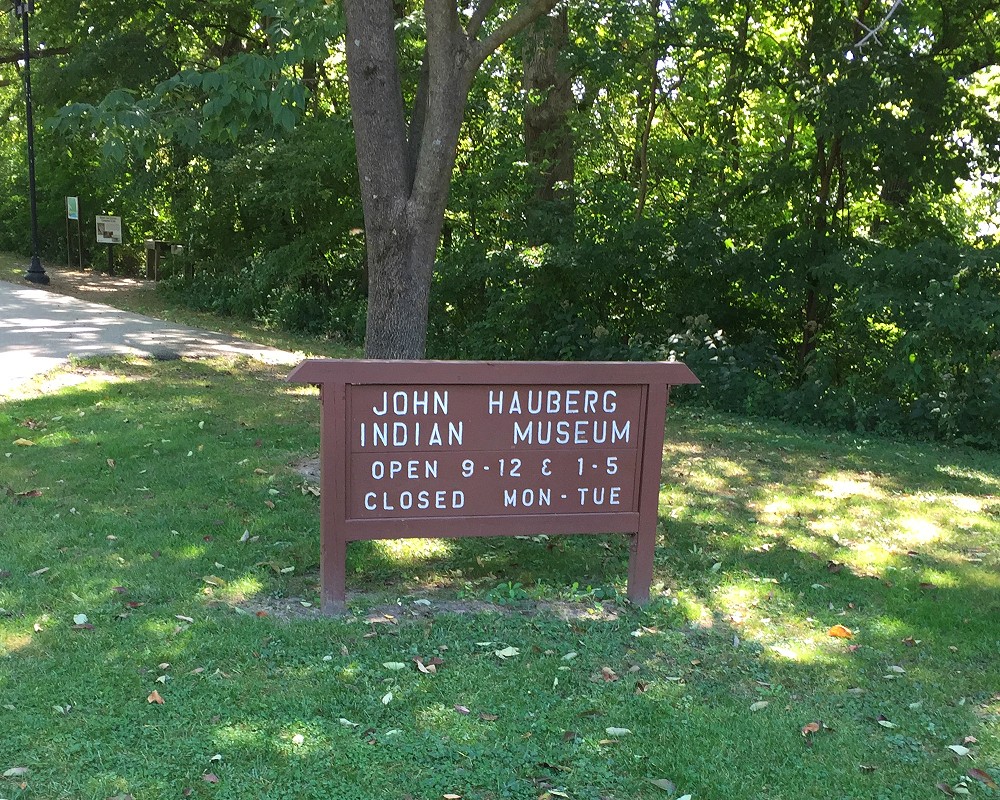 JOHN HAUBERG
INDIAN MUSEUM
OPEN 9-12 & 1-5
CLOSED MON-TUE